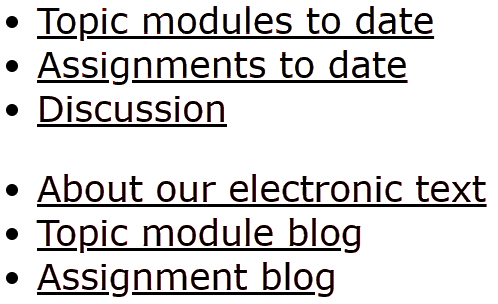 Topic modules to date
Assignments to date
Discussion
About our electronic text
Topic module blog
Assignment blog